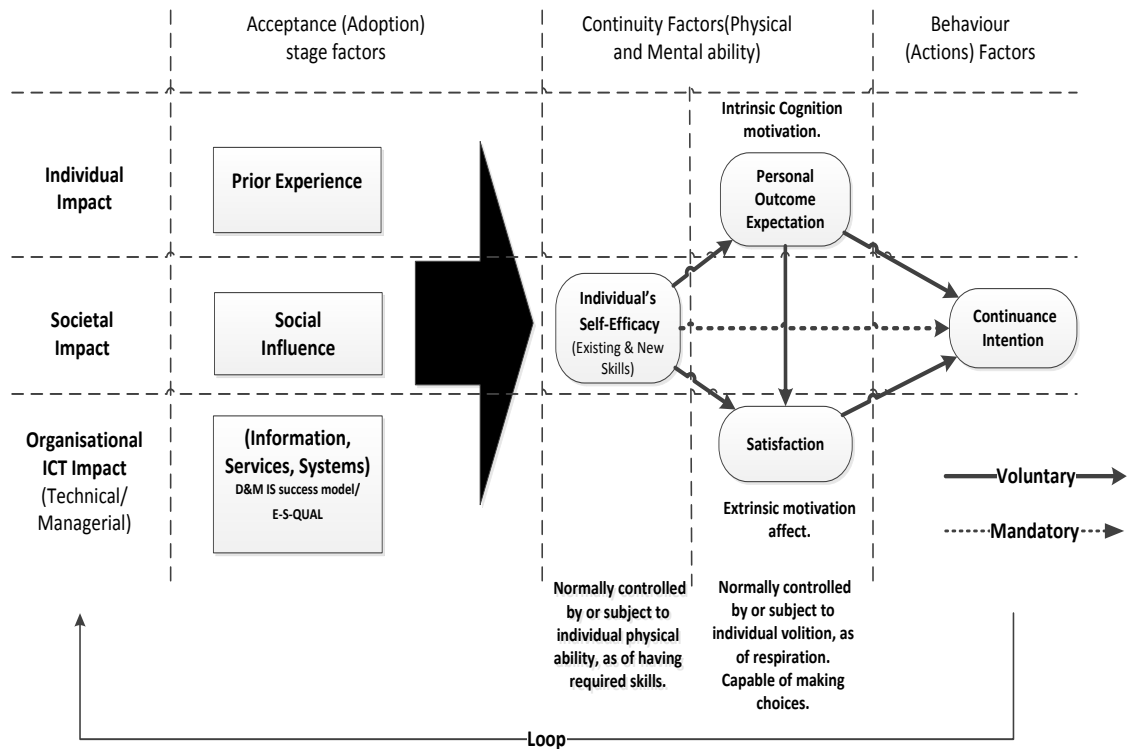 Acceptance (Adoption)
stage factors
Continuity Factors(Physical
and Mental ability)
Behaviour
(Actions) Factors
Individual
Impact
Prior Experience
Intrinsic Cognition
motivation.
Personal
Outcome
Expectation
Societal
Impact
Social
Influence
Individual's
Self-Efficacy
(Existing & New
Skills)
Continuance
Intention
Organisational
ICT Impact
(Technical/
Managerial)
(Information,
Services, Systems)
D&M IS success model/
E-S-QUAL
Satisfaction
Extrinsic motivation
affect.
Voluntary
Mandatory
Normally controlled
by or subject to
individual physical
ability, as of having
required skills.
Normally controlled
by or subject to
individual volition, as
of respiration.
Capable of making
choices.
Loop